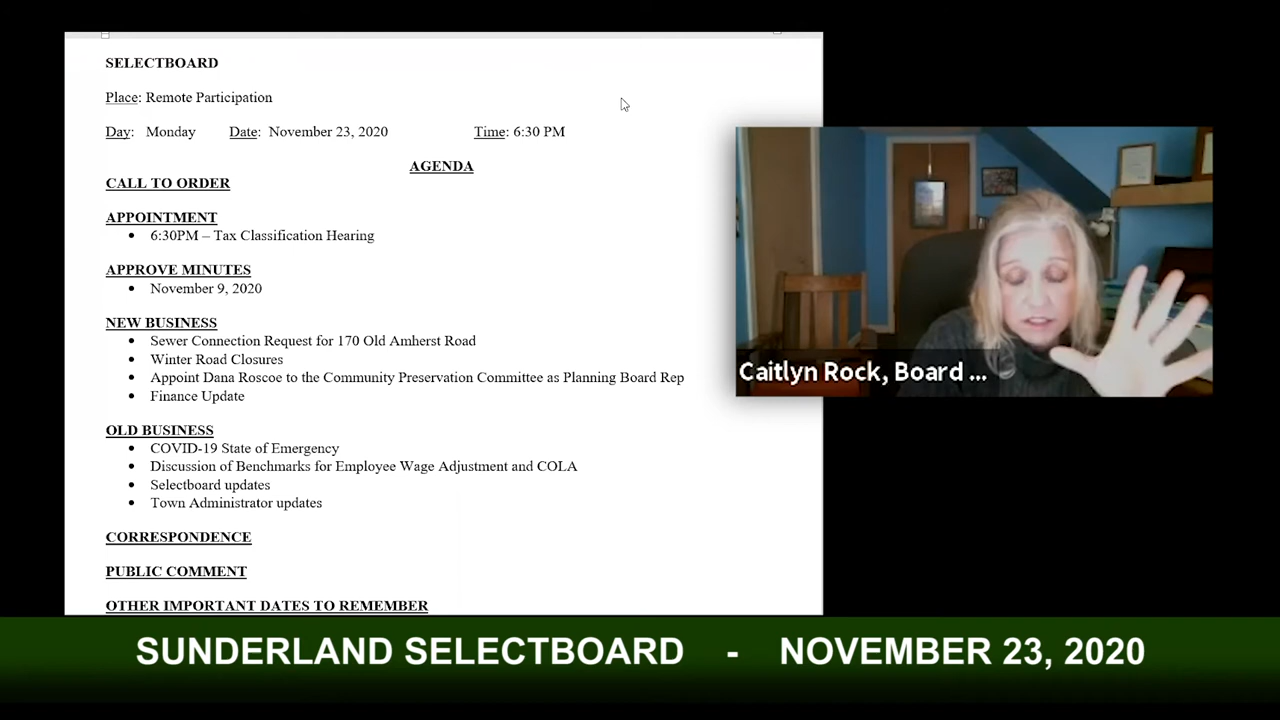 SELECTBOARD
Place: Remote Participation
Day: Monday Date: November 23, 2020 Time: 6:30 PM
AGENDA
CALL TO ORDER
APPOINTMENT
• 6:30PM – Tax Classification Hearing
APPROVE MINUTES
• November 9, 2020
NEW BUSINESS
• Sewer Connection Request for 170 Old Amherst Road
• Winter Road Closures
• Appoint Dana Roscoe to the Community Preservation Committee as Planning Board Rep
• Finance Update
OLD BUSINESS
• COVID-19 State of Emergency
• Discussion of Benchmarks for Employee Wage Adjustment and COLA
• Selectboard updates
• Town Administrator updates
CORRESPONDENCE
PUBLIC COMMENT
OTHER IMPORTANT DATES TO REMEMBER
Caitlyn Rock, Board ...
SUNDERLAND SELECTBOARD - NOVEMBER 23, 2020